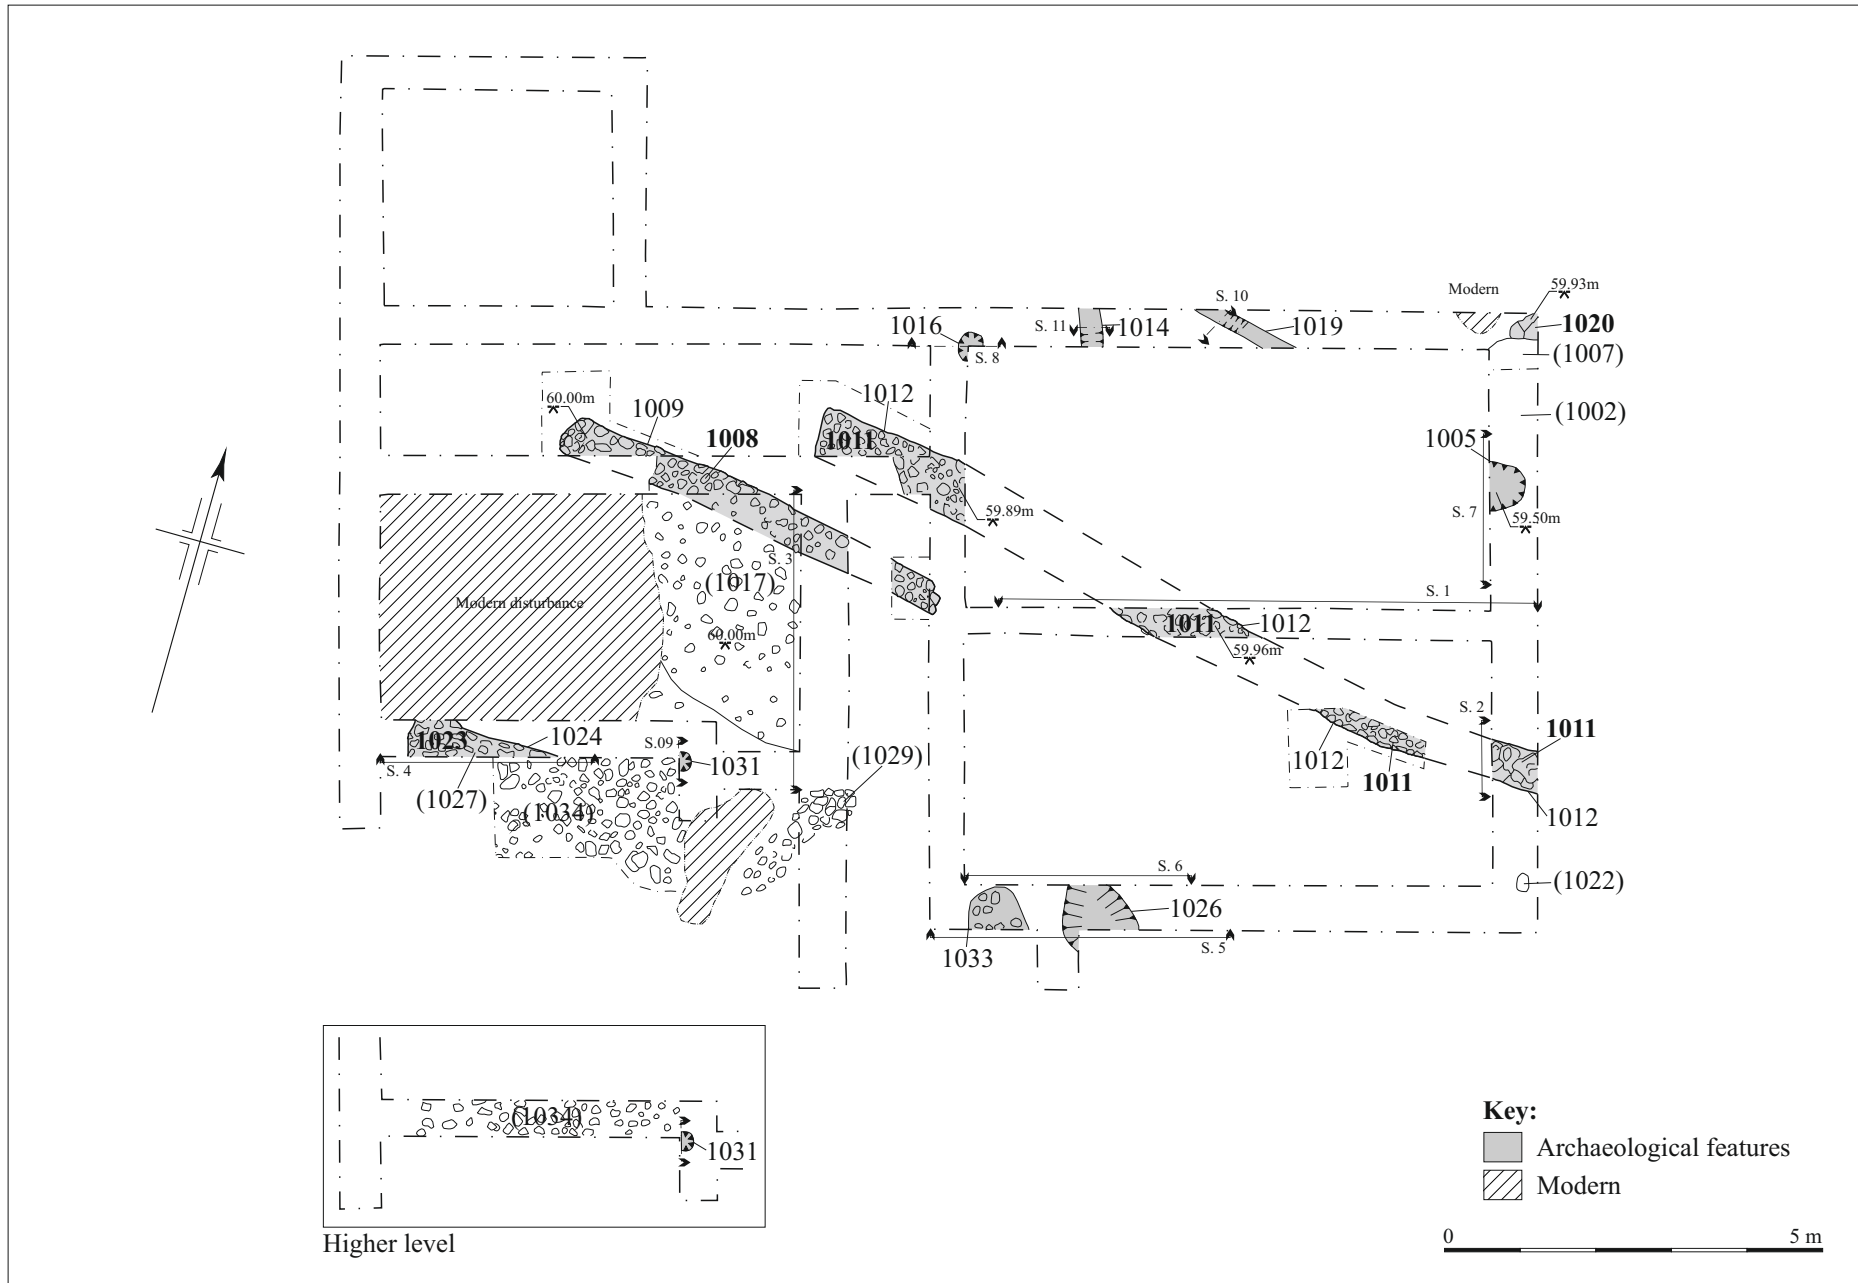 Modern
59.93m
S. 10
1016
S. 11
1014
1019
1020
S. 8
(1007)
60.00m
1009
1012
(1002)
1008
1011
1005
59.89m
S. 7
59.50m
S. 3
(1017)
S. 1
Modern disturbance
1011
1012
60.00m
59.96m
S. 2
1011
1023
1024
S.09
1031
(1029)
1012
1011
S. 4
(1027)
(1034)
1012
S. 6
(1022)
1026
S. 5
1033
(1034)
1031
Higher level
Key:
Archaeological features
Modern
0
5 m